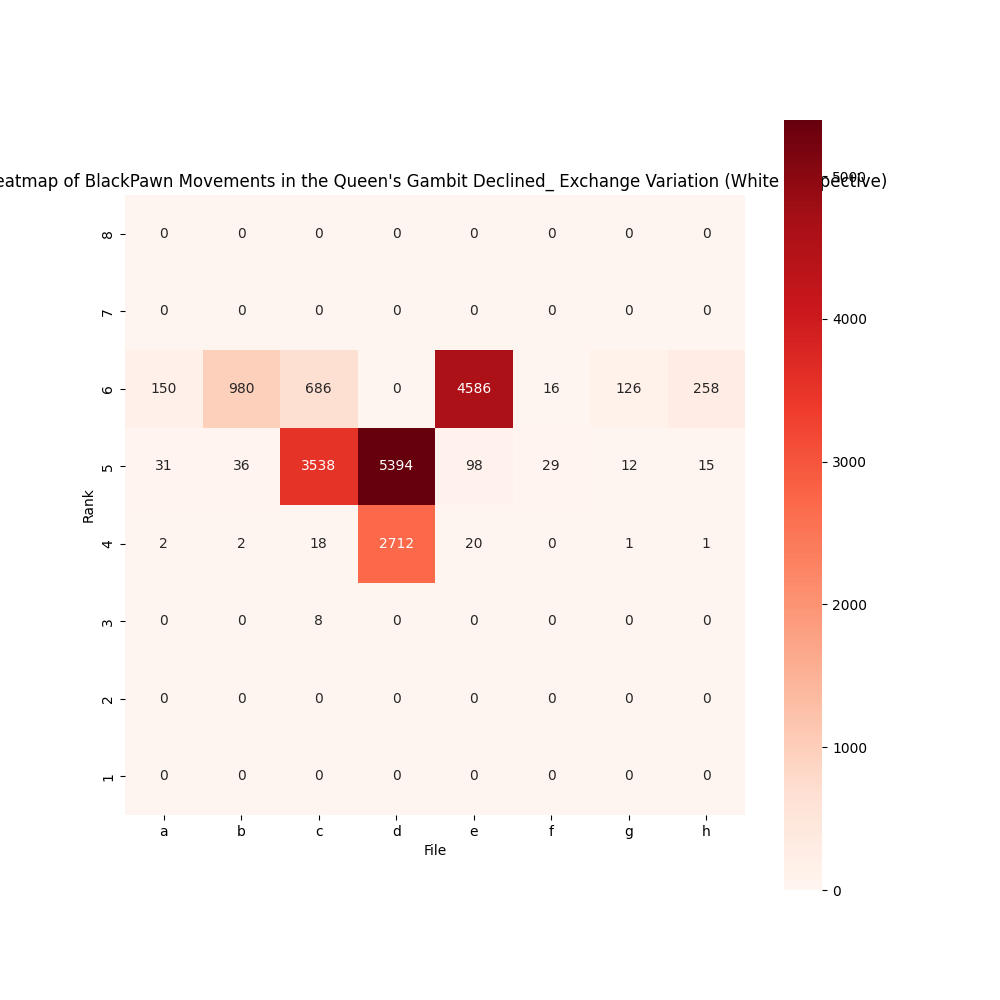 eatmap of BlackPawn Movements in the Queen's Gambit Declined_ Exchange Variation (White pective)
5000
8 0 0 0 0 0 0 0 0
7 0 0 0 0 0 0 0 0
4000
6 150 980 686 0 4586 16 126 258
5 31 36 3538 5394 98 29 12 15
3000
Rank
4 2 2 18 2712 20 0 1 1
2000
3 0 0 8 0 0 0 0 0
2 0 0 0 0 0 0 0 0
1000
1 0 0 0 0 0 0 0 0
a b c d e f g h
File
0